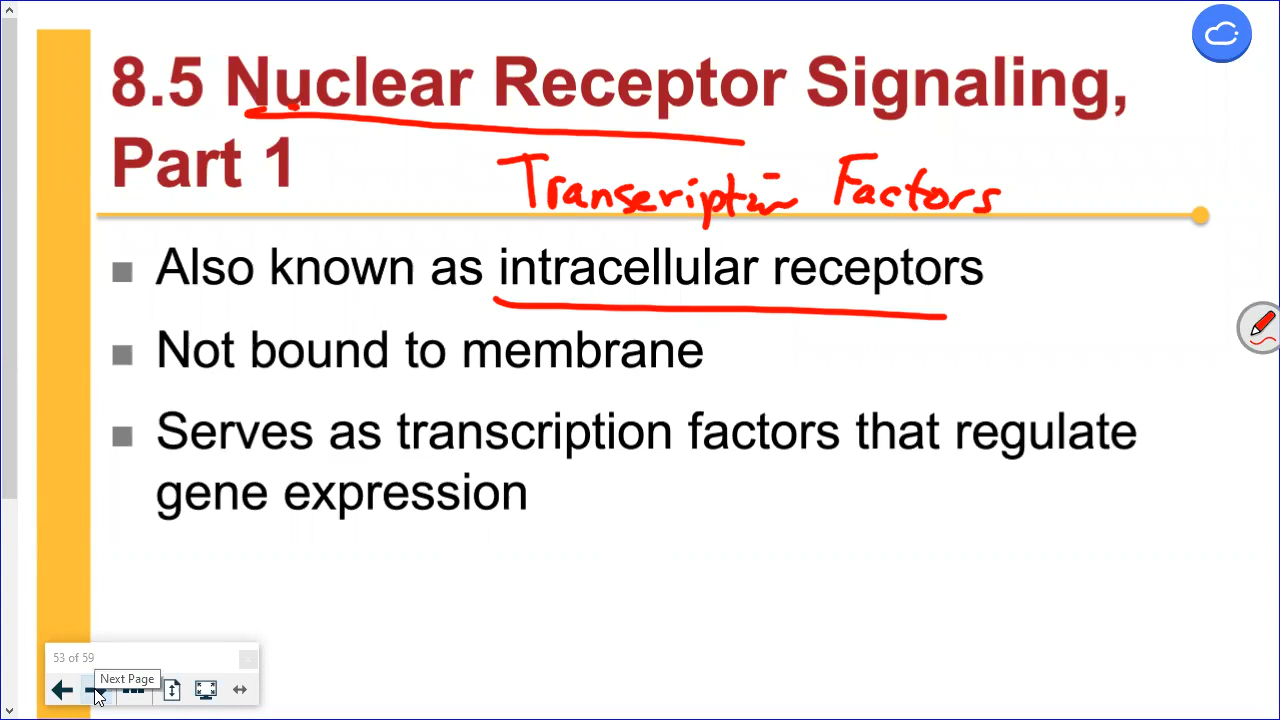 8.5 Nuclear Receptor Signaling,
Part 1
Transcription Factors
Also known as intracellular receptors
Not bound to membrane
Serves as transcription factors that regulate
gene expression
53 of 59
Next Page